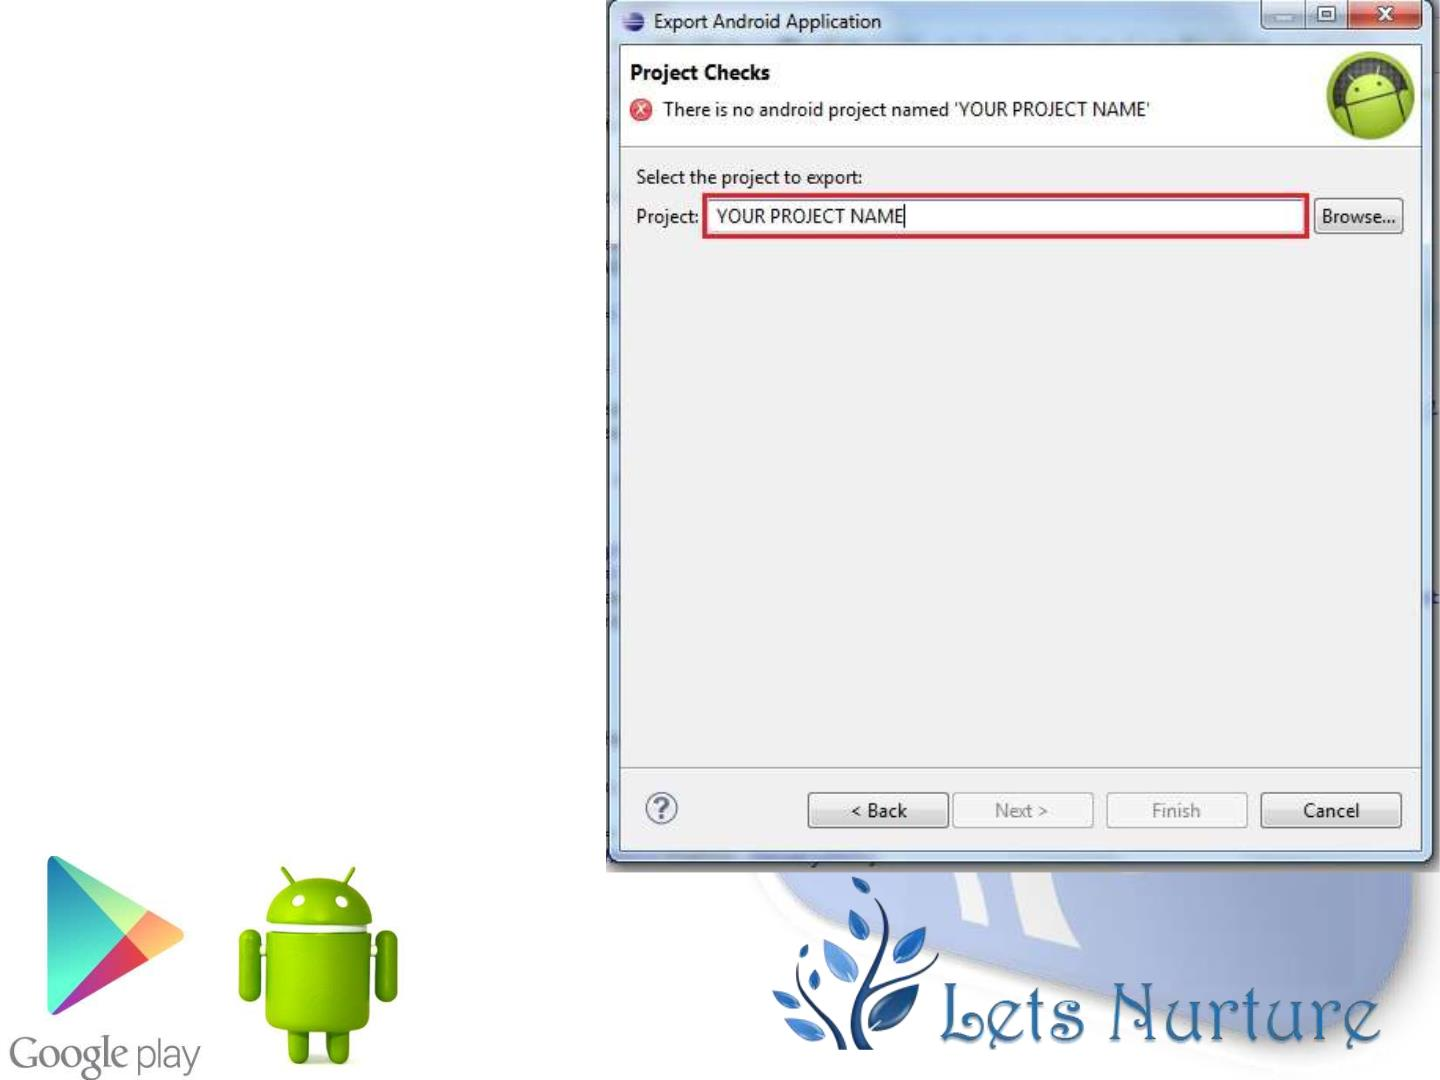 Export Android Application
Project Checks
There is no android project named 'YOUR PROJECT NAME'
Select the project to export:
Project: YOUR PROJECT NAME Browse...
? < Back Next > Finish Cancel
Google play
Lets Nurture